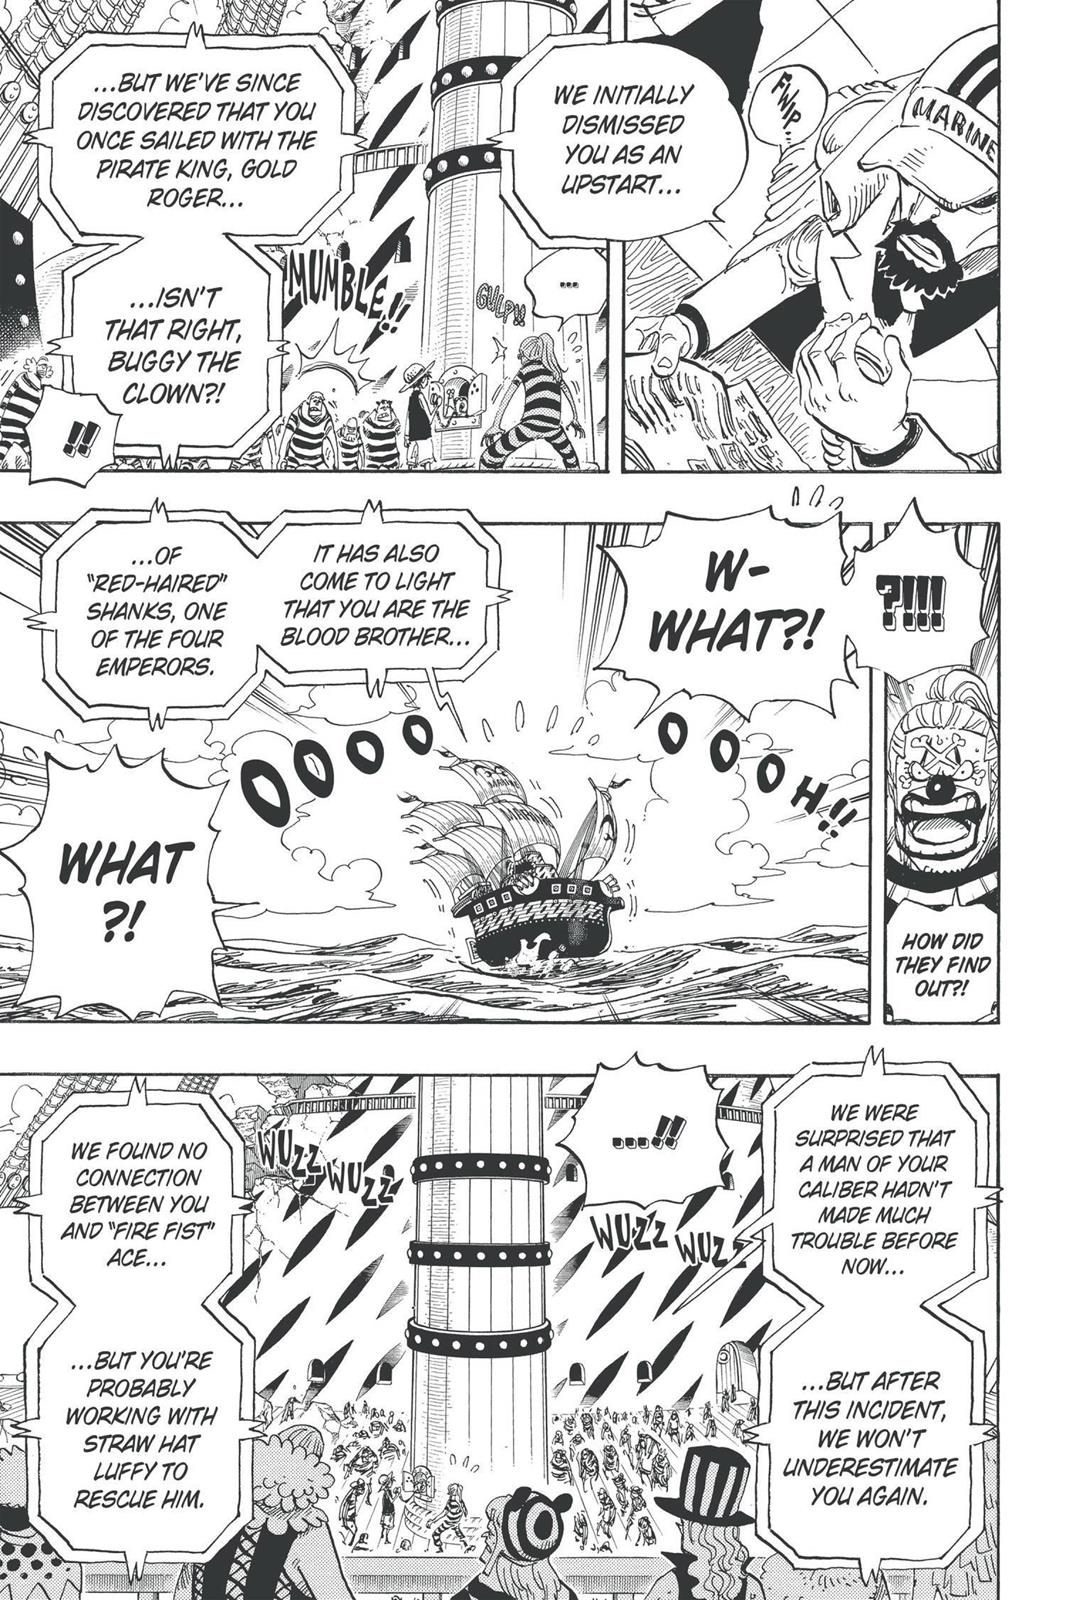 FWIP...
MARINE
WE INITIALLY
DISMISSED
YOU AS AN
UPSTART...
...BUT WE'VE SINCE
DISCOVERED THAT YOU
ONCE SAILED WITH THE
PIRATE KING, GOLD
ROGER...
...
GULP!!
MUMBLE!!
...ISN'T
THAT RIGHT,
BUGGY THE
CLOWN?!
!!
?!!!!
HOW DID
THEY FIND
OUT?!
W-
WHAT?!
IT HAS ALSO
COME TO LIGHT
THAT YOU ARE THE
BLOOD BROTHER...
...OF
"RED-HAIRED"
SHANKS, ONE
OF THE FOUR
EMPERORS.
OOOO
OOOH!!
MARINE
WHAT
?!
WE WERE
SURPRISED THAT
A MAN OF YOUR
CALIBER HADN'T
MADE MUCH
TROUBLE BEFORE
NOW...
...BUT AFTER
THIS INCIDENT,
WE WON'T
UNDERESTIMATE
YOU AGAIN.
....!!
WUZZ WUZZ
WUZZ WUZZ
WE FOUND NO
CONNECTION
BETWEEN YOU
AND "FIRE FIST"
ACE...
...BUT YOU'RE
PROBABLY
WORKING WITH
STRAW HAT
LUFFY TO
RESCUE HIM.